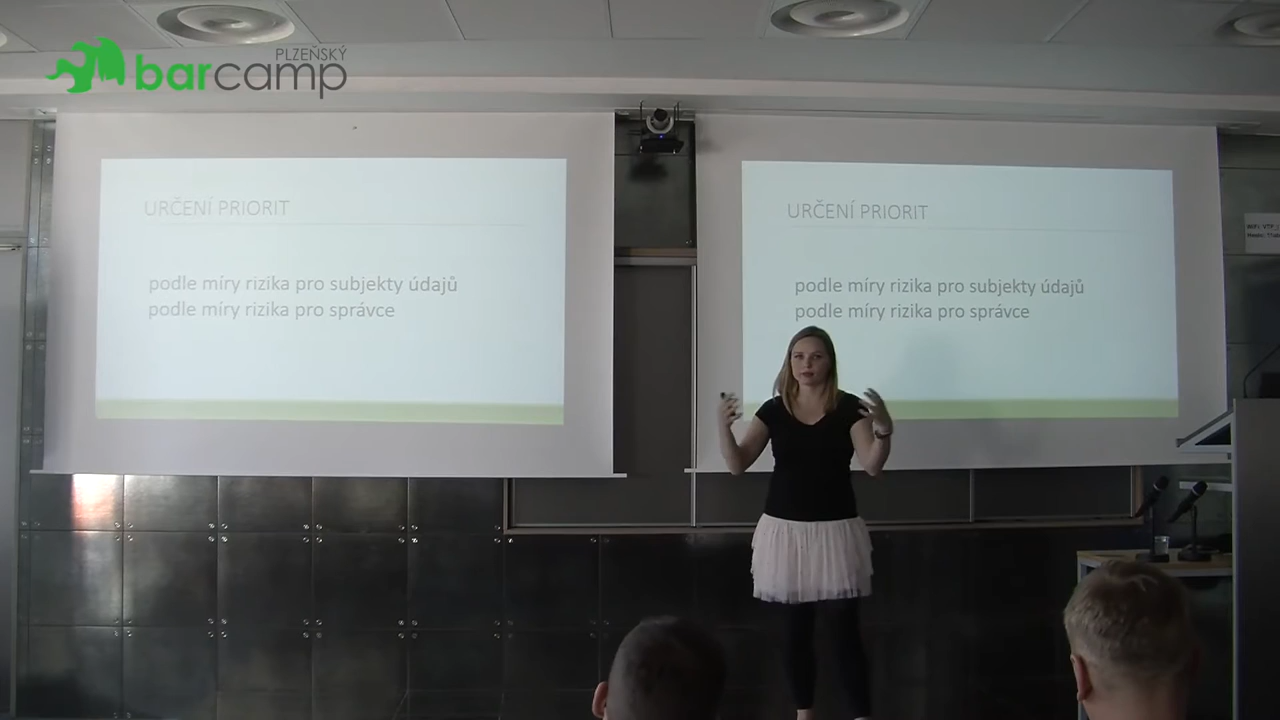 PLZEŇSKÝ
barcamp
URČENÍ PRIORIT
podle míry rizika pro subjekty údajů
podle míry rizika pro správce
URČENÍ PRIORIT
podle míry rizika pro subjekty údajů
podle míry rizika pro správce